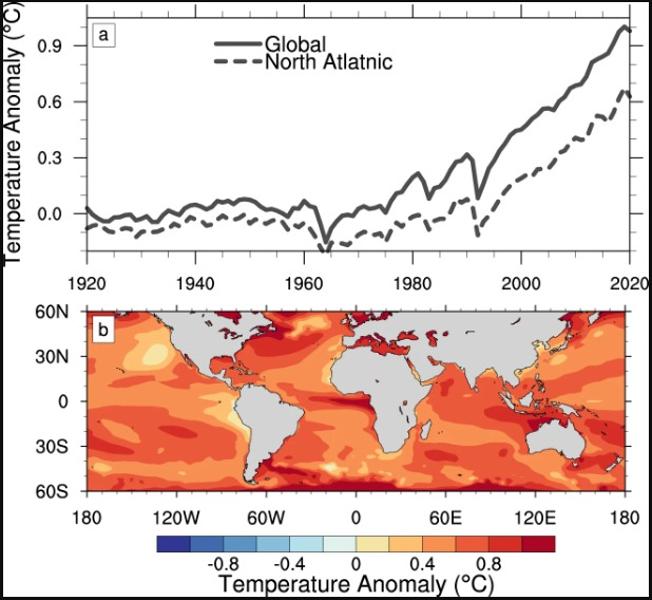 Temperature Anomaly (°C)
a
Global
North Atlatnic
0.9
0.6
0.3
0.0
1920 1940 1960 1980 2000 2020
b
60N
30N
0
30S
60S
180 120W 60W 0 60E 120E 180
-0.8 -0.4 0 0.4 0.8
Temperature Anomaly (°C)